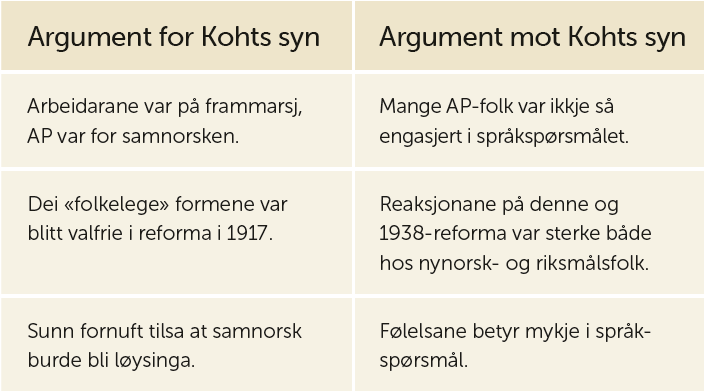 Argument for Kohts syn
Argument mot Kohts syn
Arbeidarane var på frammarsj,
AP var for samnorsken.
Mange AP-folk var ikkje så
engasjert i språkspørsmålet.
Dei «folkelege» formene var
blitt valfrie i reforma i 1917.
Reaksjonane på denne og
1938-reforma var sterke både
hos nynorsk- og riksmålsfolk.
Sunn fornuft tilsa at samnorsk
burde bli løysinga.
Følelsane betyr mykje i språk-
spørsmål.